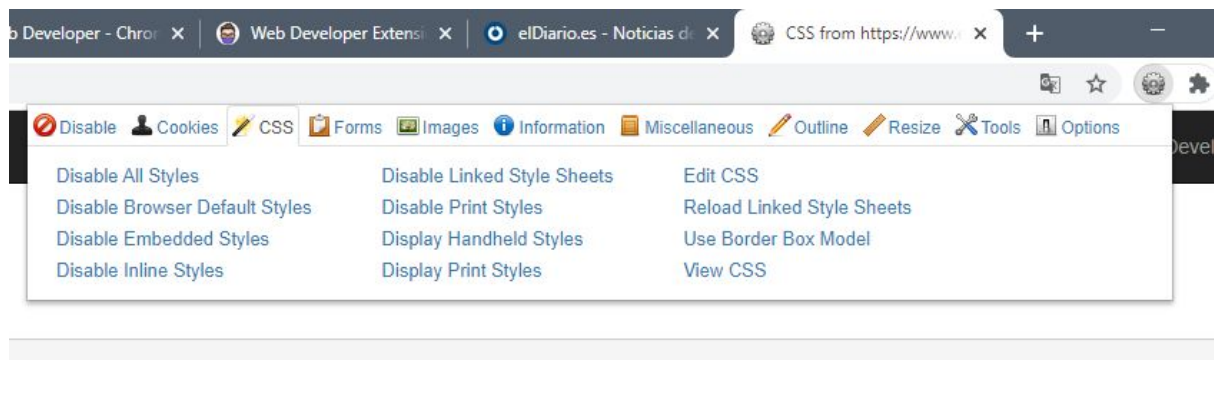 b Developer - Chro
Web Developer Extensi
elDiario.es - Noticias de
CSS from https://www.
Disable Cookies CSS Forms Images Information Miscellaneous Outline Resize Tools Options
Devel
Disable All Styles Disable Linked Style Sheets Edit CSS
Disable Browser Default Styles Disable Print Styles Reload Linked Style Sheets
Disable Embedded Styles Display Handheld Styles Use Border Box Model
Disable Inline Styles Display Print Styles View CSS